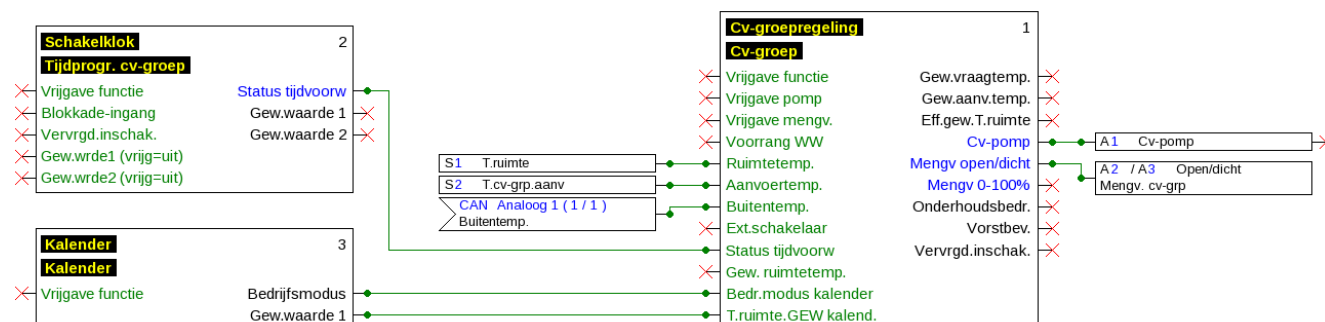 Schakelklok 2
Tijdprogr. cv-groep
Vrijgave functie Status tijdvoorw
Blokkade-ingang Gew.waarde 1
Vervrgd.inschak. Gew.waarde 2
Gew.wrde1 (vrijg=uit)
Gew.wrde2 (vrijg=uit)
Kalender 3
Kalender
Vrijgave functie Bedrijfsmodus
Gew.waarde 1
S1 T.ruimte
S2 T.cv-grp.aanv
CAN Analoog 1 ( 1 / 1 )
Buitentemp.
Cv-groepregeling 1
Cv-groep
Vrijgave functie Gew.vraagtemp.
Vrijgave pomp Gew.aanv.temp.
Vrijgave mengv. Eff.gew.T.ruimte
Voorrang WW Cv-pomp
Ruimtetemp. Mengv open/dicht
Aanvoertemp. Mengv 0-100%
Buitentemp. Onderhoudsbedr.
Ext.schakelaar Vorstbev.
Status tijdvoorw Vervrgd.inschak.
Gew. ruimtetemp.
Bedr.modus kalender
T.ruimte.GEW kalend.
A1 Cv-pomp
A2 / A3 Open/dicht
Mengv. cv-grp